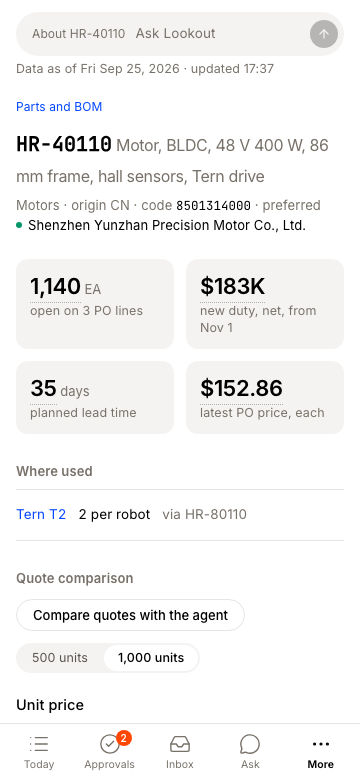 About HR-40110 Ask Lookout
Data as of Fri Sep 25, 2026 · updated 17:37
Parts and BOM
HR-40110 Motor, BLDC, 48 V 400 W, 86
mm frame, hall sensors, Tern drive
Motors · origin CN · code 8501314000 · preferred
Shenzhen Yunzhan Precision Motor Co., Ltd.
1,140 EA
open on 3 PO lines
$183K
new duty, net, from
Nov 1
35 days
planned lead time
$152.86
latest PO price, each
Where used
Tern T2 2 per robot via HR-80110
Quote comparison
Compare quotes with the agent
500 units 1,000 units
Unit price
2
Today Approvals Inbox Ask More